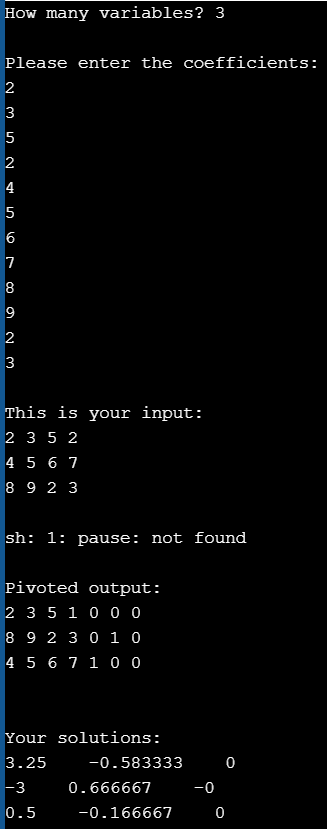 How many variables? 3
Please enter the coefficients:
2
3
5
2
4
5
6
7
8
9
2
3
This is your input:
2 3 5 2
4 5 6 7
8 9 2 3
sh: 1: pause: not found
Pivoted output:
2 3 5 1 0 0 0
8 9 2 3 0 1 0
4 5 6 7 1 0 0
Your solutions:
3.25    -0.583333    0
-3    0.666667    -0
0.5    -0.166667    0